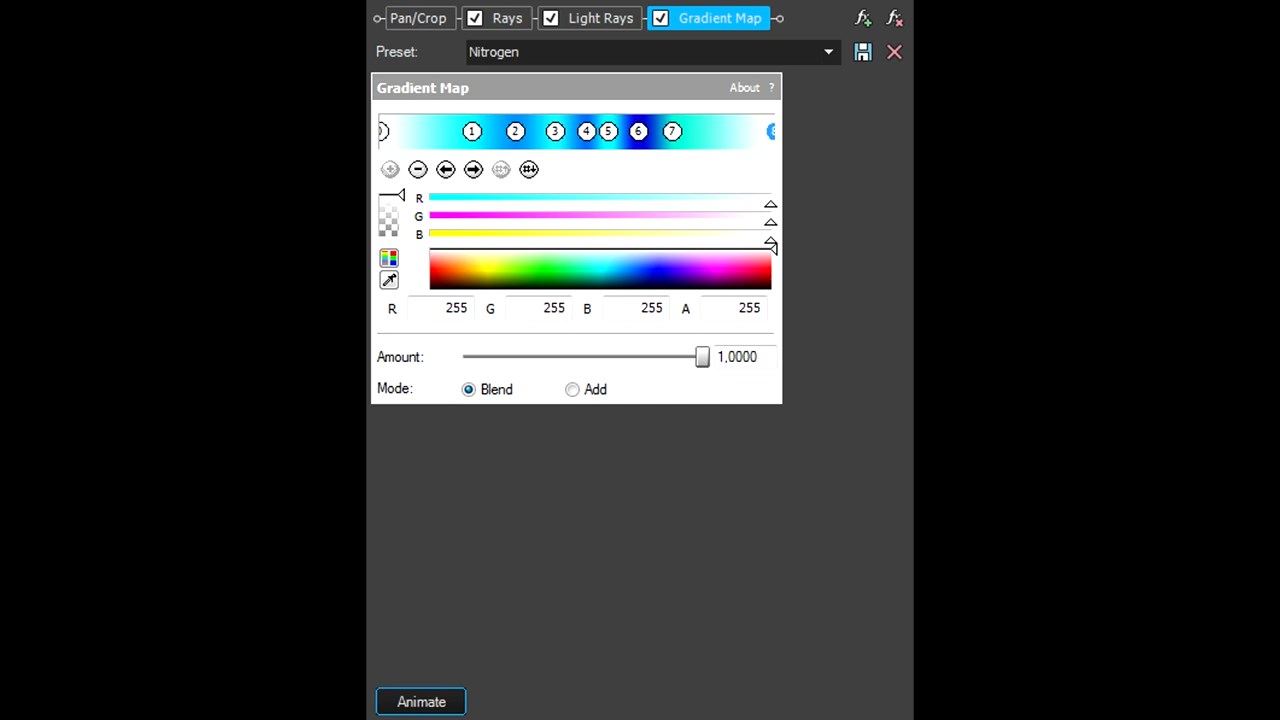 Pan/Crop Rays Light Rays Gradient Map
Preset: Nitrogen
Gradient Map About ?
1 2 3 4 5 6 7
R
G
B
R 255 G 255 B 255 A 255
Amount: 1,0000
Mode: Blend Add
Animate